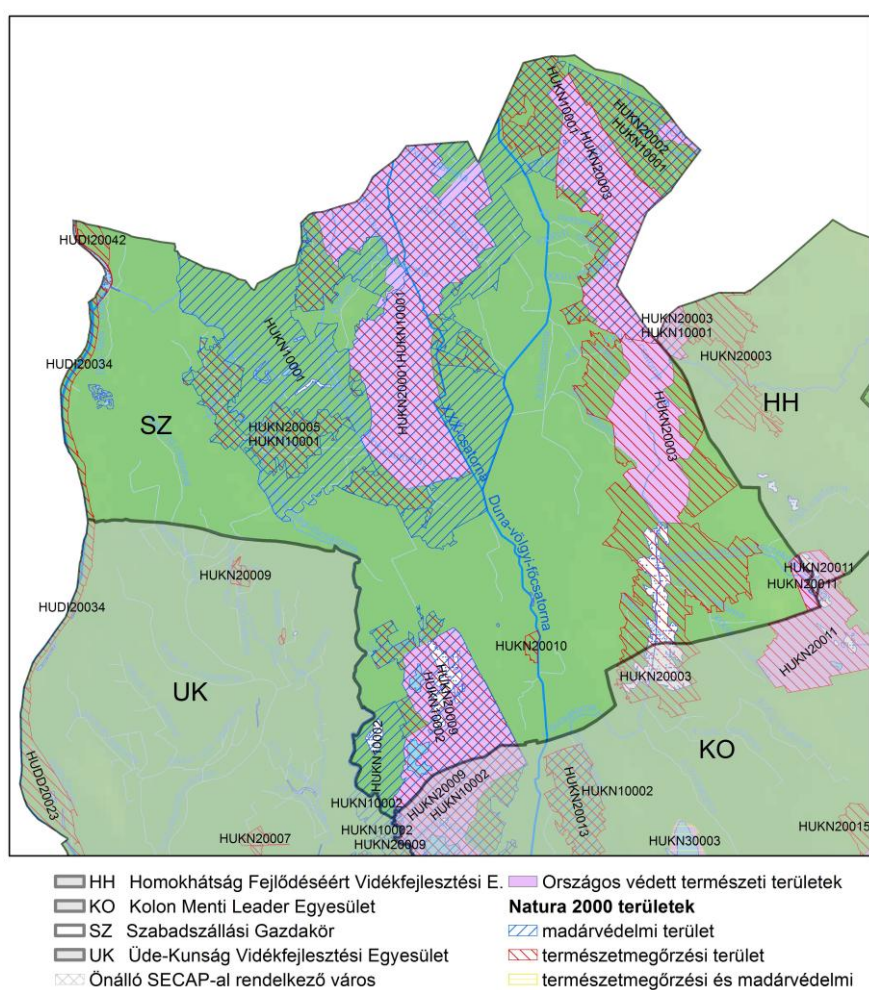 HUKN10001
HUKN20002
HUKN10001
HUKN20003
HUDI20042
HUKN20003
HUKN10001
HUKN20003
HUDI20034
HUKN10001
HUKN20001HUKN10001
HH
SZ
HUKN20005
HUKN10001
XXXcsatorna
HUKN20003
Duna-völgyi-főcsatorna
HUKN20009
HUKN20011
HUKN20011
HUDI20034
HUKN20010
HUKN20011
HUKN20009
HUKN10002
HUKN20003
UK
KO
HUKN10002
HUKN20009
HUKN10002
HUKN10002
HUKN20013
HUDD20023
HUKN10002
HUKN10002
HUKN20009
HUKN20007
HUKN30003
HUKN20015
HH Homokhátság Fejlődéséért Vidékfejlesztési E.
KO Kolon Menti Leader Egyesület
SZ Szabadszállási Gazdakör
UK Üde-Kunság Vidékfejlesztési Egyesület
Önálló SECAP-al rendelkező város
Országos védett természeti területek
Natura 2000 területek
madárvédelmi terület
természetmegőrzési terület
természetmegőrzési és madárvédelmi